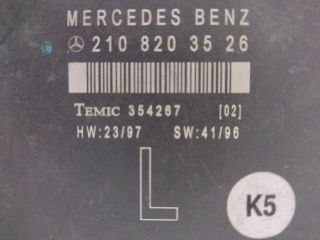 MERCEDES BENZ
210 820 35 26
TEMIC 354267 [02]
HW:23/97 SW:41/96
L
K5